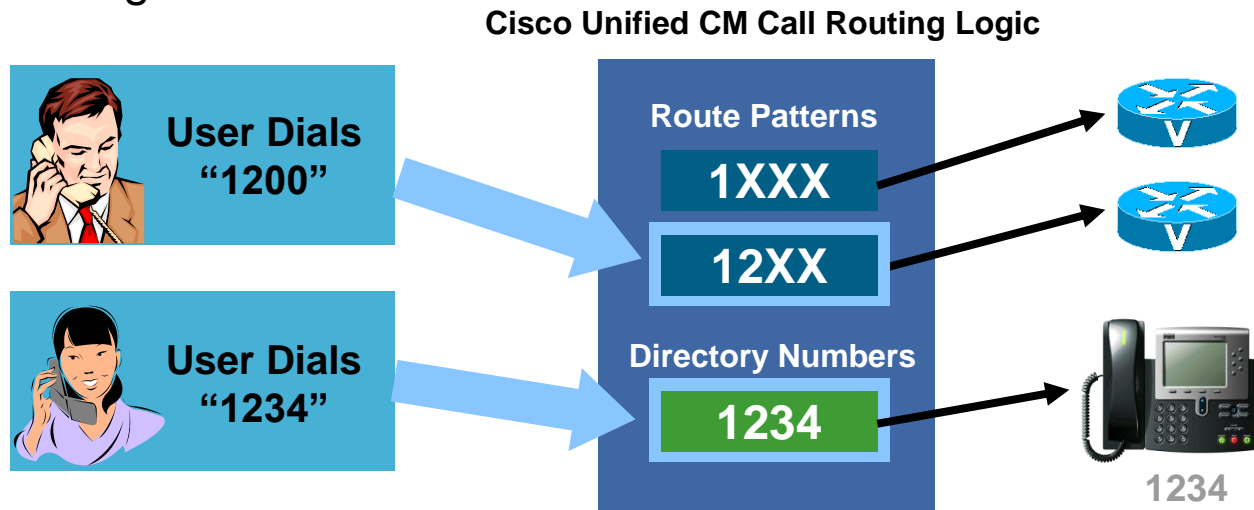 Cisco Unified CM Call Routing Logic
User Dials
“1200”
Route Patterns
1XXX
V
12XX
V
User Dials
“1234”
Directory Numbers
1234
1234